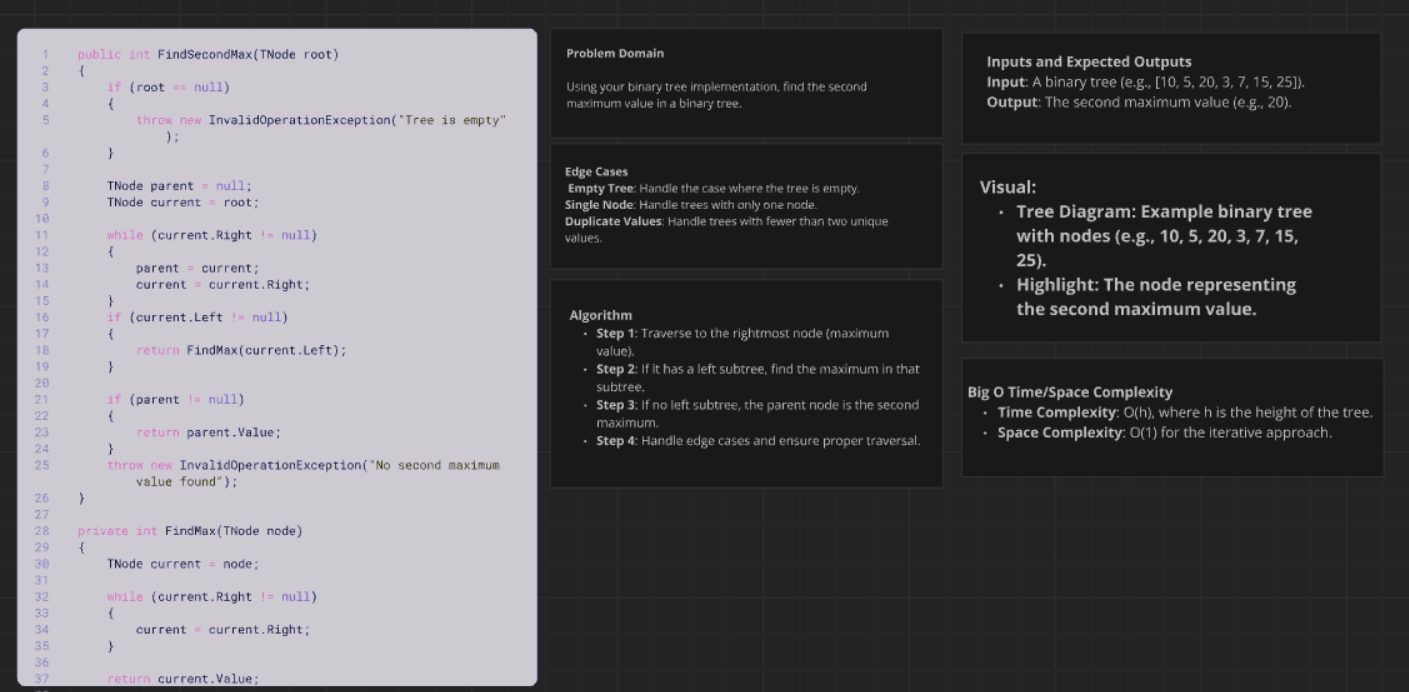 1 public int FindSecondMax(TNode root)
2 {
3 if (root == null)
4 {
5 throw new InvalidOperationException("Tree is empty"
);
6 }
7
8 TNode parent = null;
9 TNode current = root;
10
11 while (current.Right != null)
12 {
13 parent = current;
14 current = current.Right;
15 }
16 if (current.Left != null)
17 {
18 return FindMax(current.Left);
19 }
20
21 if (parent != null)
22 {
23 return parent.Value;
24 }
25 throw new InvalidOperationException("No second maximum
value found");
26 }
27
28 private int FindMax(TNode node)
29 {
30 TNode current = node;
31
32 while (current.Right != null)
33 {
34 current = current.Right;
35 }
36
37 return current.Value;
Problem Domain
Using your binary tree implementation, find the second
maximum value in a binary tree.
Edge Cases
Empty Tree: Handle the case where the tree is empty.
Single Node: Handle trees with only one node.
Duplicate Values: Handle trees with fewer than two unique
values.
Algorithm
• Step 1: Traverse to the rightmost node (maximum
value).
• Step 2: If it has a left subtree, find the maximum in that
subtree.
• Step 3: If no left subtree, the parent node is the second
maximum.
• Step 4: Handle edge cases and ensure proper traversal.
Inputs and Expected Outputs
Input: A binary tree (e.g., [10, 5, 20, 3, 7, 15, 25]).
Output: The second maximum value (e.g., 20).
Visual:
• Tree Diagram: Example binary tree
with nodes (e.g., 10, 5, 20, 3, 7, 15,
25).
• Highlight: The node representing
the second maximum value.
Big O Time/Space Complexity
• Time Complexity: O(h), where h is the height of the tree.
• Space Complexity: O(1) for the iterative approach.